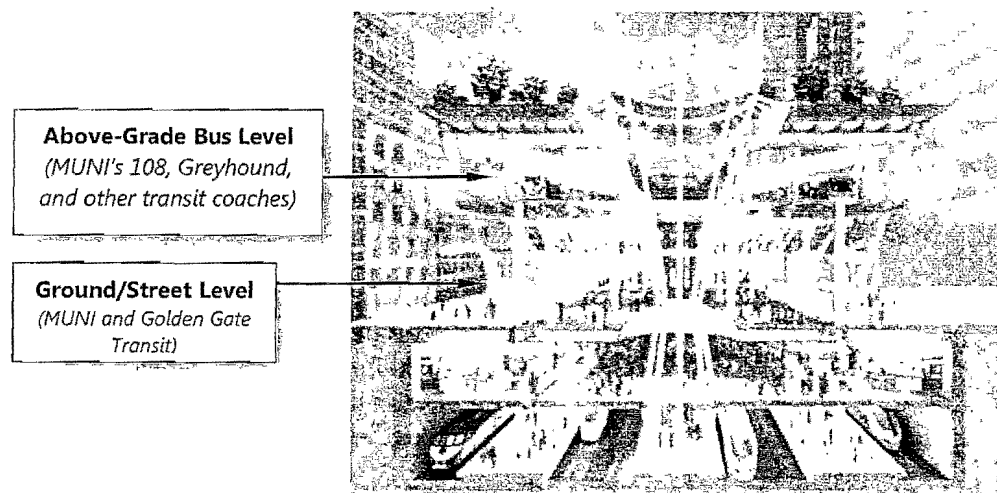 Above-Grade Bus Level
(MUNI's 108, Greyhound,
and other transit coaches)
Ground/Street Level
(MUNI and Golden Gate
Transit)